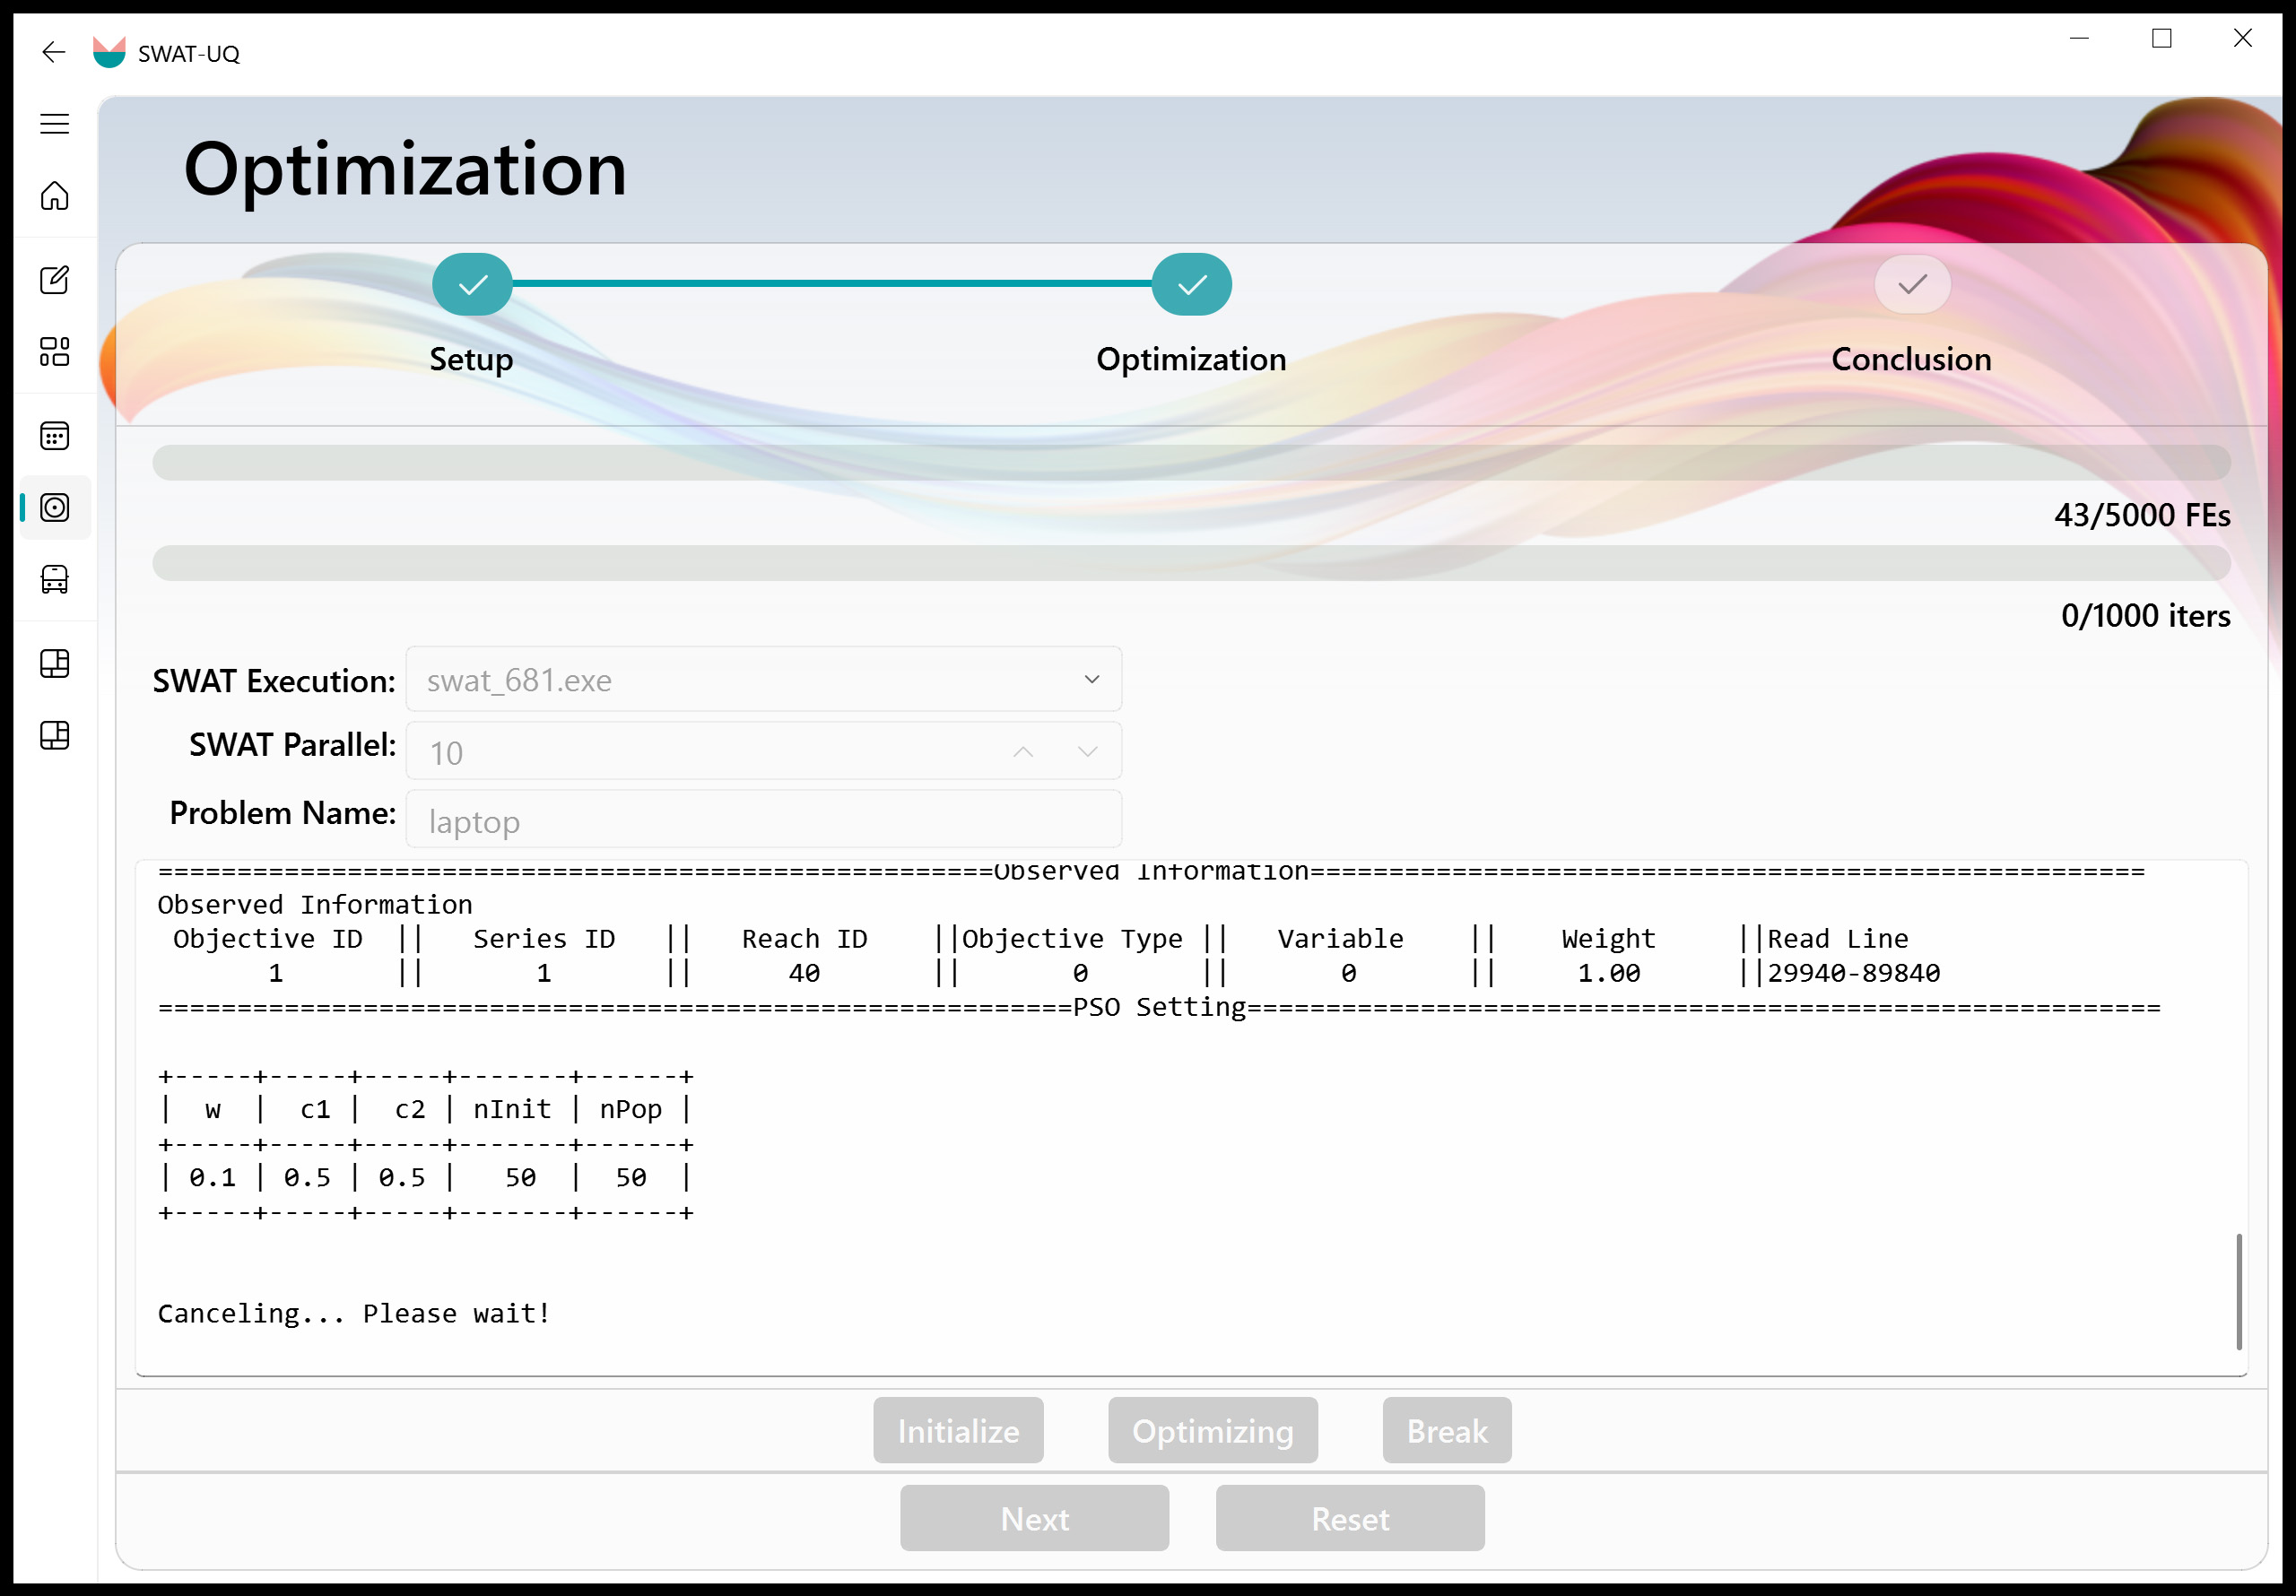 SWAT-UQ
Optimization
Setup
Optimization
Conclusion
43/5000 FEs
0/1000 iters
SWAT Execution: swat_681.exe
SWAT Parallel: 10
Problem Name: laptop
=====================================================Observed Information=====================================================
Observed Information
Objective ID || Series ID || Reach ID ||Objective Type || Variable || Weight ||Read Line
1 || 1 || 40 || 0 || 0 || 1.00 ||29940-89840
==========================================================PSO Setting==========================================================
+-----+-----+-----+-------+------+
| w | c1 | c2 | nInit | nPop |
+-----+-----+-----+-------+------+
| 0.1 | 0.5 | 0.5 | 50 | 50 |
+-----+-----+-----+-------+------+
Canceling... Please wait!
Initialize Optimizing Break
Next Reset